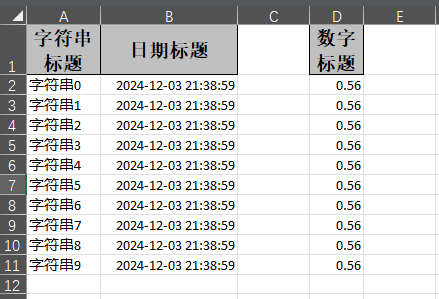 A B C D E
1 字符串 日期标题 数字
标题 标题
2 字符串0 2024-12-03 21:38:59 0.56
3 字符串1 2024-12-03 21:38:59 0.56
4 字符串2 2024-12-03 21:38:59 0.56
5 字符串3 2024-12-03 21:38:59 0.56
6 字符串4 2024-12-03 21:38:59 0.56
7 字符串5 2024-12-03 21:38:59 0.56
8 字符串6 2024-12-03 21:38:59 0.56
9 字符串7 2024-12-03 21:38:59 0.56
10 字符串8 2024-12-03 21:38:59 0.56
11 字符串9 2024-12-03 21:38:59 0.56
12